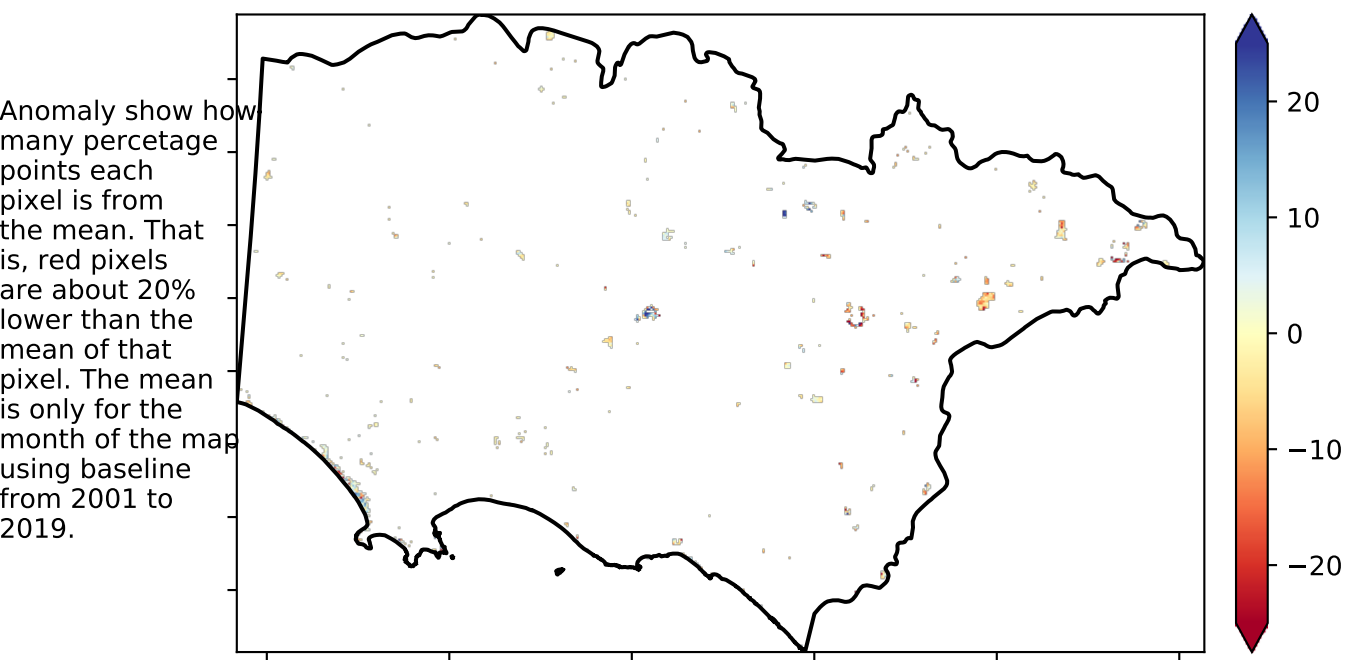 Anomaly show how
many percetage
points each
pixel is from
the mean. That
is, red pixels
are about 20%
lower than the
mean of that
pixel. The mean
is only for the
month of the map
using baseline
from 2001 to
2019.
20
10
0
−10
−20